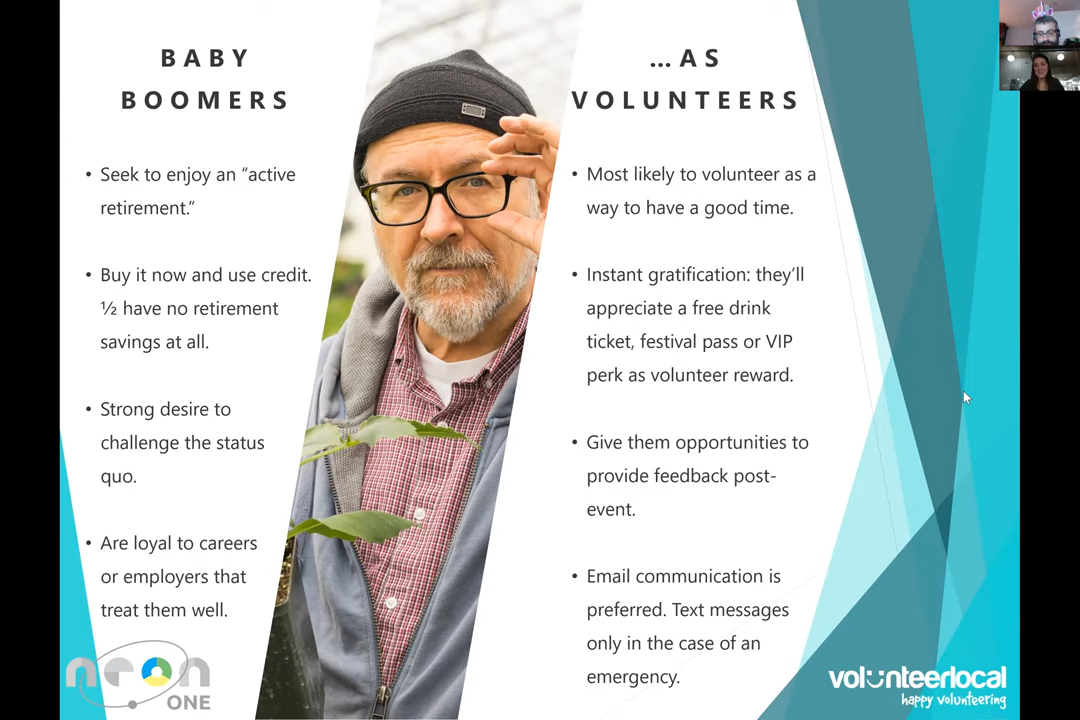 BABY
BOOMERS
• Seek to enjoy an “active
retirement.”
• Buy it now and use credit.
½ have no retirement
savings at all.
• Strong desire to
challenge the status
quo.
• Are loyal to careers
or employers that
treat them well.
neon
ONE
...AS
VOLUNTEERS
• Most likely to volunteer as a
way to have a good time.
• Instant gratification: they’ll
appreciate a free drink
ticket, festival pass or VIP
perk as volunteer reward.
• Give them opportunities to
provide feedback post-
event.
• Email communication is
preferred. Text messages
only in the case of an
emergency.
volunteerlocal
happy volunteering